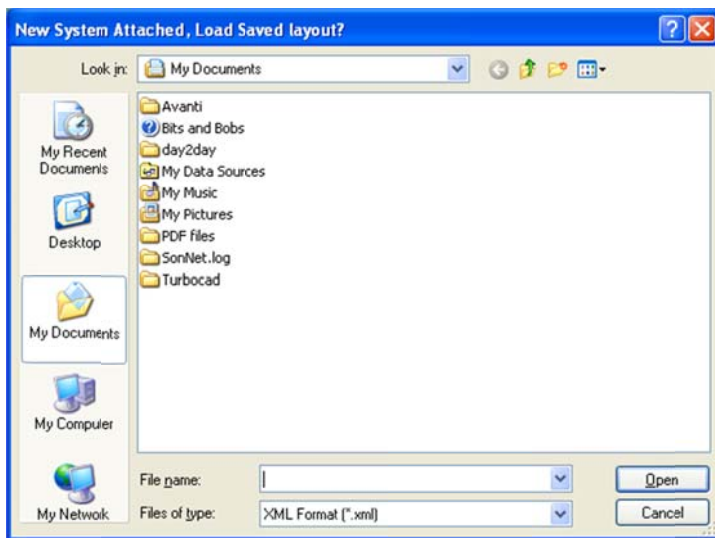 New System Attached, Load Saved layout?
Look in:
My Documents
My Recent
Documents
Desktop
My Documents
My Computer
My Network
Avanti
Bits and Bobs
day2day
My Data Sources
My Music
My Pictures
PDF files
SonNet.log
Turbocad
File name:
Open
Files of type:
XML Format (*.xml)
Cancel